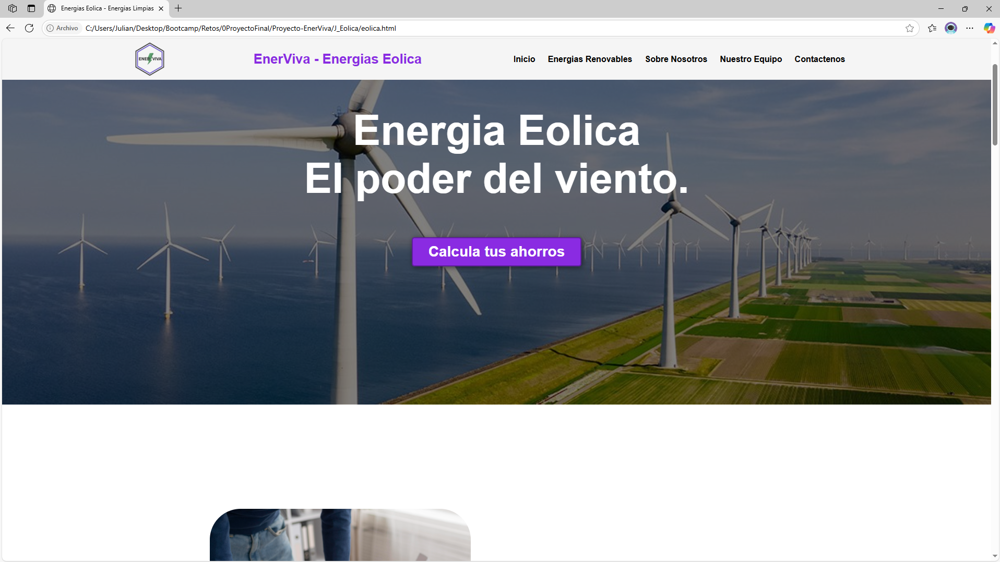 Energias Eolica - Energias Limpias
Archivo C:/Users/Julian/Desktop/Bootcamp/Retos/0ProyectoFinal/Proyecto-EnerViva/J_Eolica/eolica.html
ENER VIVA
EnerViva - Energias Eolica
Inicio Energias Renovables Sobre Nosotros Nuestro Equipo Contactenos
Energia Eolica
El poder del viento.
Calcula tus ahorros